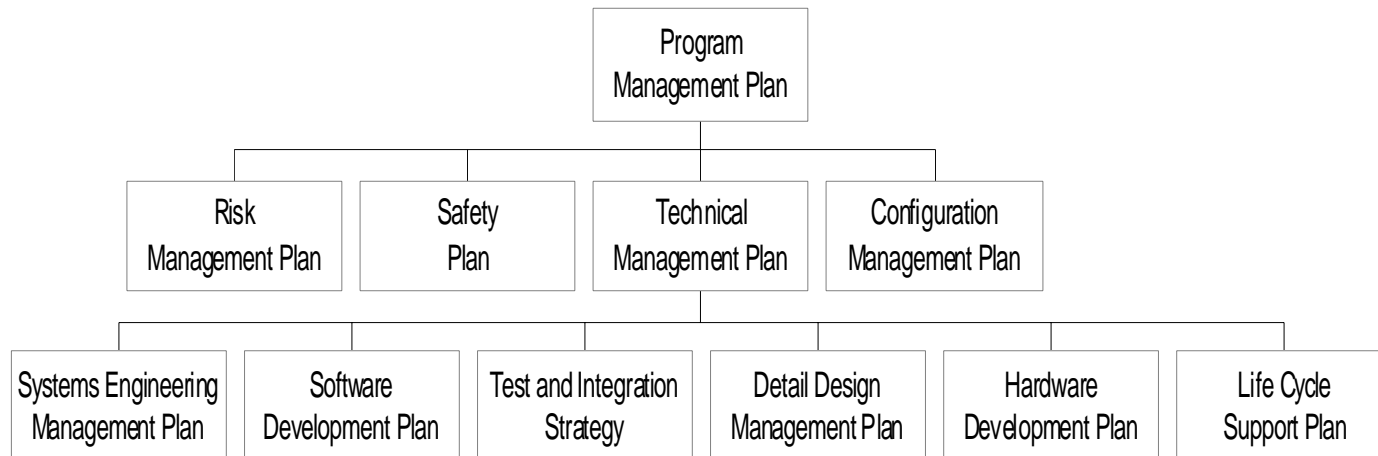 Program
Management Plan
Risk
Management Plan
Safety
Plan
Technical
Management Plan
Configuration
Management Plan
Systems Engineering
Management Plan
Software
Development Plan
Test and Integration
Strategy
Detail Design
Management Plan
Hardware
Development Plan
Life Cycle
Support Plan